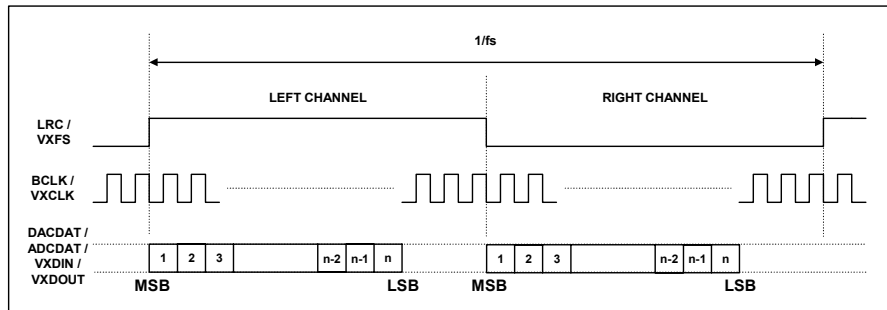 1/fs
LEFT CHANNEL
RIGHT CHANNEL
LRC /
VXFS
BCLK /
VXCLK
DACDAT /
ADCDAT /
VXDIN /
VXDOUT
1 2 3 n-2 n-1 n 1 2 3 n-2 n-1 n
MSB LSB MSB LSB